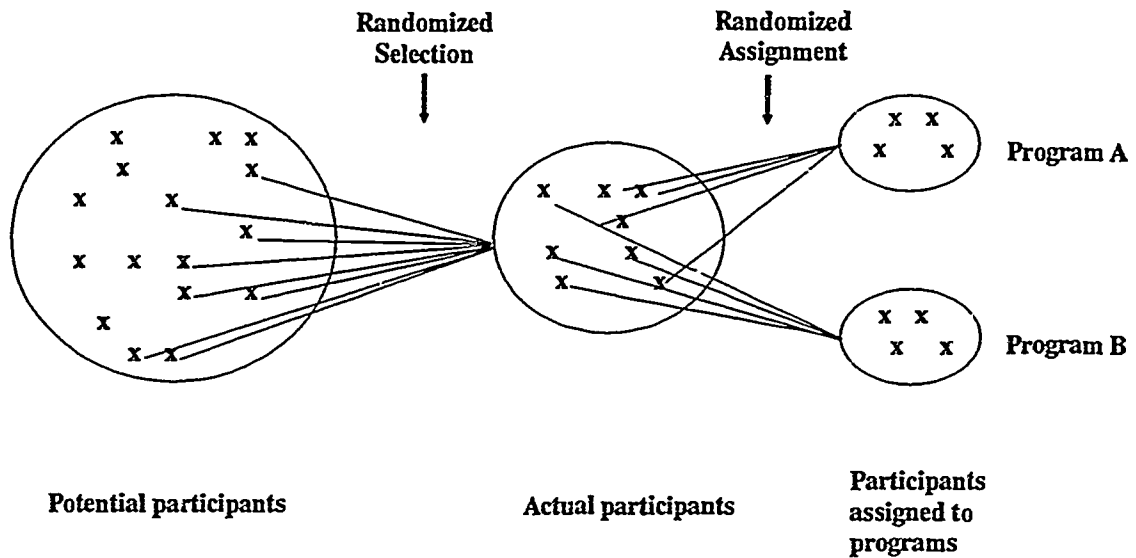 Randomized
Selection
Randomized
Assignment
x x x
x x
x x
x
x x x
x x
x
x x
x x x
x
x x
x x
x x
x x
Program A
x x
x x
Program B
Potential participants
Actual participants
Participants
assigned to
programs